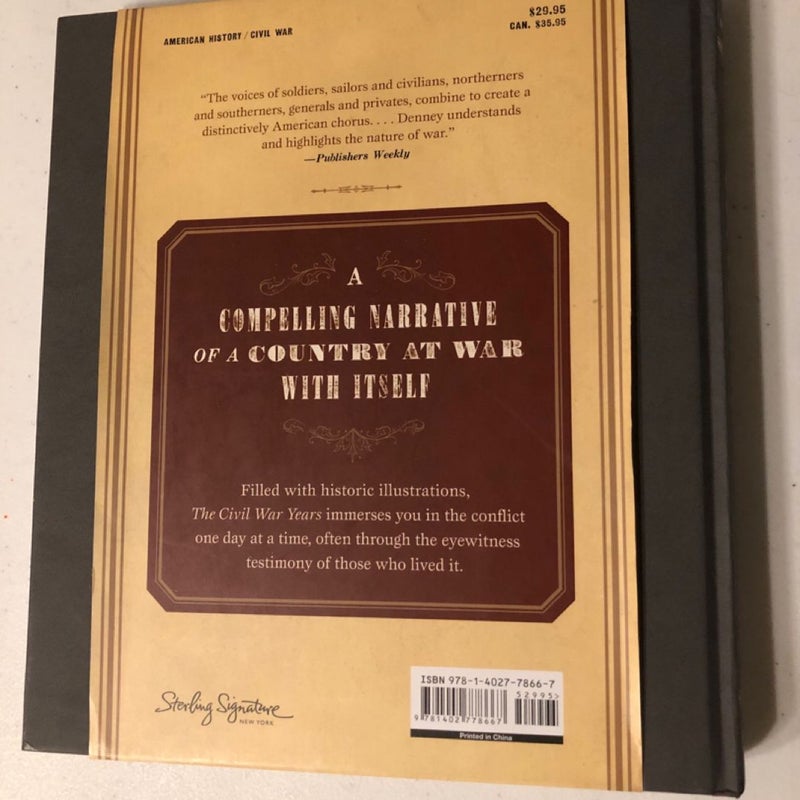 AMERICAN HISTORY / CIVIL WAR
$29.95
CAN. $35.95
“The voices of soldiers, sailors and civilians, northerners
and southerners, generals and privates, combine to create a
distinctively American chorus. . . . Denney understands
and highlights the nature of war.”
—Publishers Weekly
A
COMPELLING NARRATIVE
OF A COUNTRY AT WAR
WITH ITSELF
Filled with historic illustrations,
The Civil War Years immerses you in the conflict
one day at a time, often through the eyewitness
testimony of those who lived it.
Sterling Signature
NEW YORK
ISBN 978-1-4027-7866-7
52995>
9 781402 778667
Printed in China